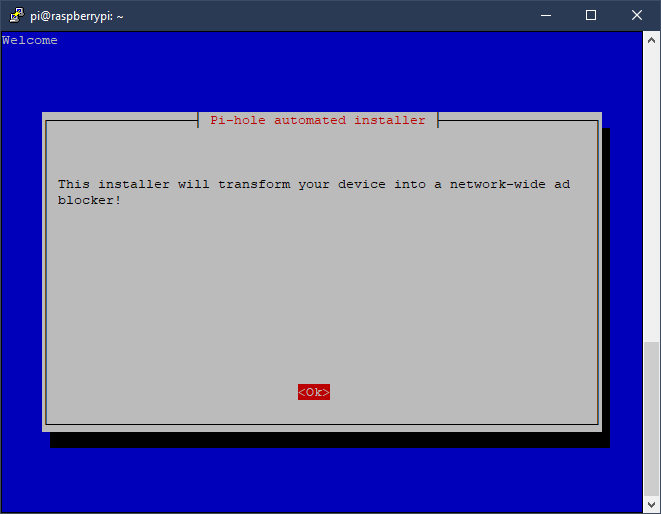 pi@raspberrypi: ~
Welcome
Pi-hole automated installer
This installer will transform your device into a network-wide ad
blocker!
<Ok>